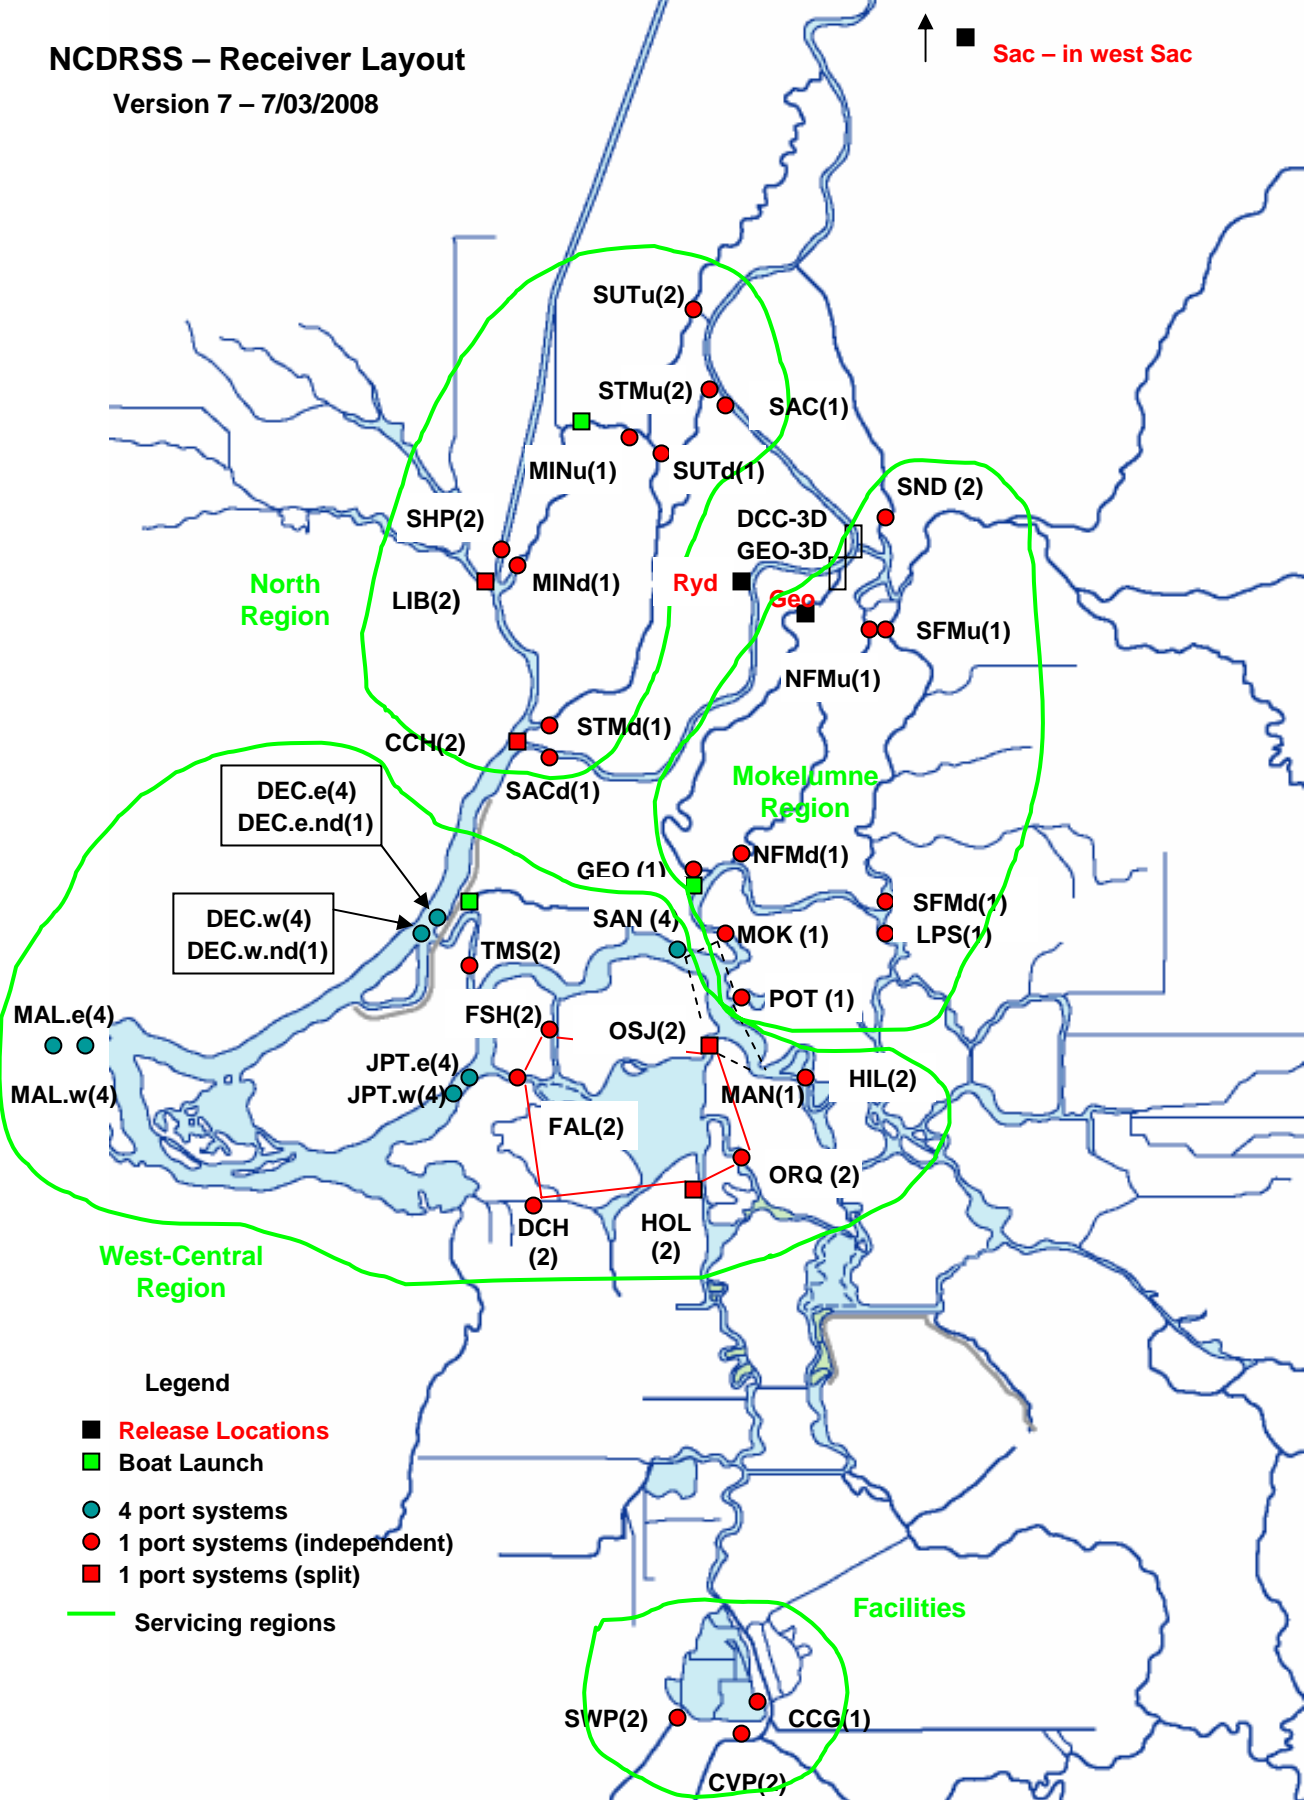 NCDRSS – Receiver Layout
Version 7 – 7/03/2008
Sac – in west Sac
SUTu(2)
STMu(2)
SAC(1)
MINu(1)
SUTd(1)
SND (2)
SHP(2)
DCC-3D
GEO-3D
North
Region
MINd(1)
Ryd
Geo
LIB(2)
SFMu(1)
NFMu(1)
STMd(1)
CCH(2)
Mokelumne
Region
SACd(1)
DEC.e(4)
DEC.e.nd(1)
NFMd(1)
GEO (1)
SFMd(1)
DEC.w(4)
DEC.w.nd(1)
SAN (4)
MOK (1)
LPS(1)
TMS(2)
POT (1)
MAL.e(4)
FSH(2)
OSJ(2)
JPT.e(4)
JPT.w(4)
MAL.w(4)
MAN(1)
HIL(2)
FAL(2)
ORQ (2)
DCH
(2)
HOL
(2)
West-Central
Region
Legend
Release Locations
Boat Launch
4 port systems
1 port systems (independent)
1 port systems (split)
Servicing regions
Facilities
SWP(2)
CCG(1)
CVP(2)